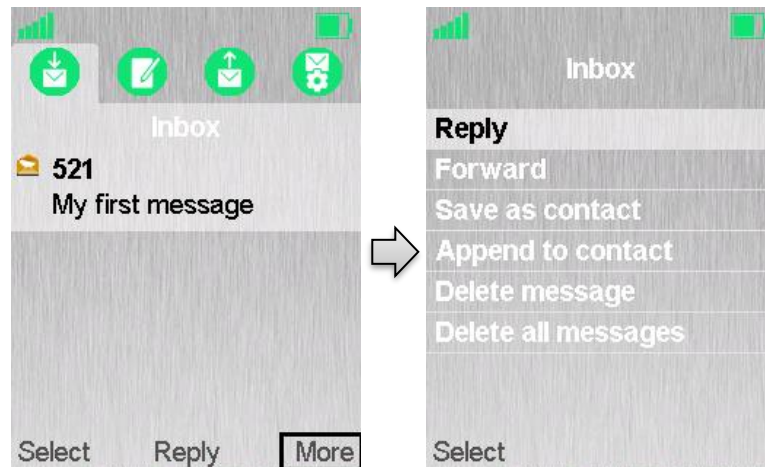 Inbox
521
My first message
Select Reply More
Inbox
Reply
Forward
Save as contact
Append to contact
Delete message
Delete all messages
Select